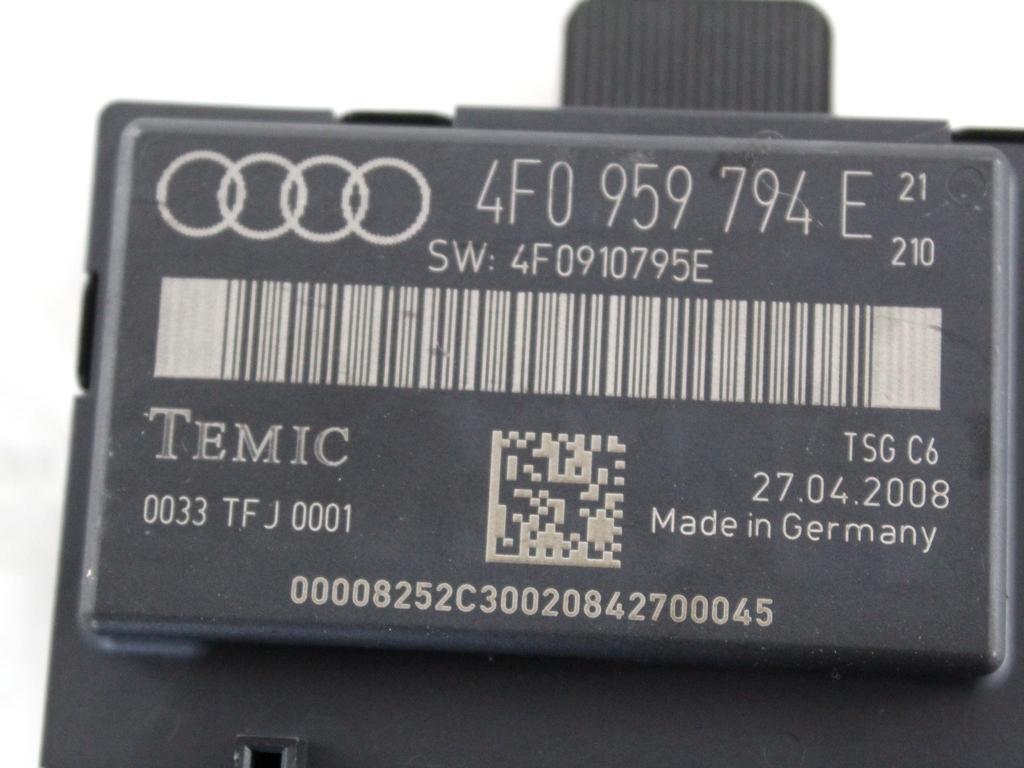 4F0 959 794 E 21
210
SW: 4F0910795E
TEMIC
0033 TFJ 0001
TSG C6
27.04.2008
Made in Germany
00008252C30020842700045